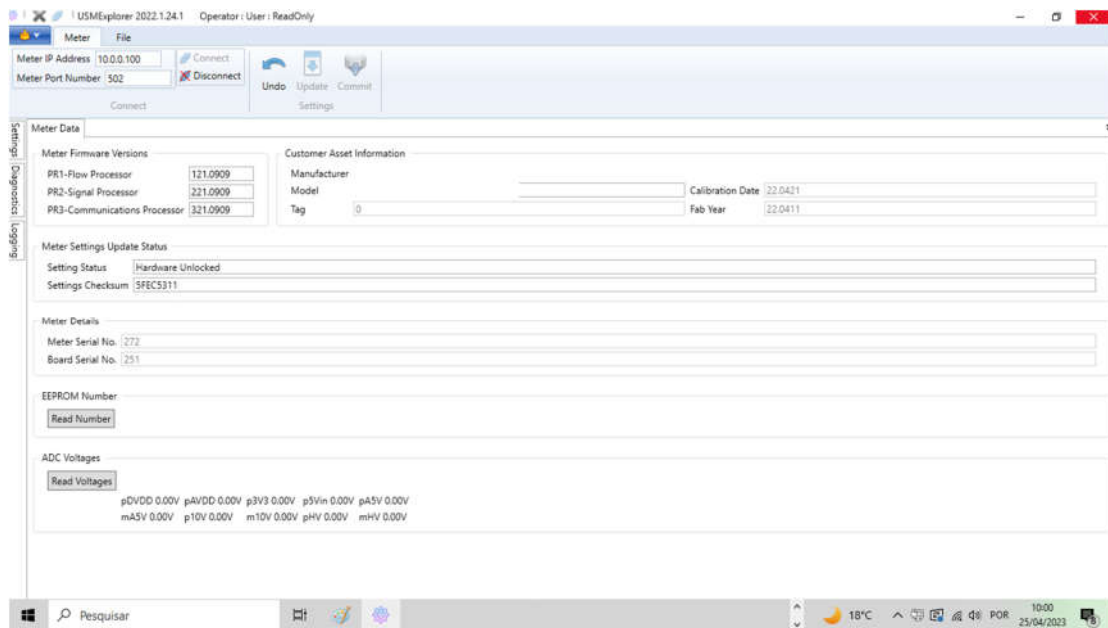 USMExplorer 2022.1.24.1 Operator : User : ReadOnly
Meter File
Meter IP Address 10.0.0.100 Connect
Meter Port Number 502 Disconnect
Undo Update Commit
Connect Settings
Settings
Diagnostics
Logging
Meter Data
Meter Firmware Versions
PR1-Flow Processor 121.0909
PR2-Signal Processor 221.0909
PR3-Communications Processor 321.0909
Customer Asset Information
Manufacturer
Model Calibration Date 22.0421
Tag 0 Fab Year 22.0411
Meter Settings Update Status
Setting Status Hardware Unlocked
Settings Checksum 5FEC5311
Meter Details
Meter Serial No. 272
Board Serial No. 251
EEPROM Number
Read Number
ADC Voltages
Read Voltages
pDVDD 0.00V pAVDD 0.00V p3V3 0.00V p5Vin 0.00V pA5V 0.00V
mA5V 0.00V p10V 0.00V m10V 0.00V pHV 0.00V mHV 0.00V
Pesquisar 18°C POR 10:00
25/04/2023